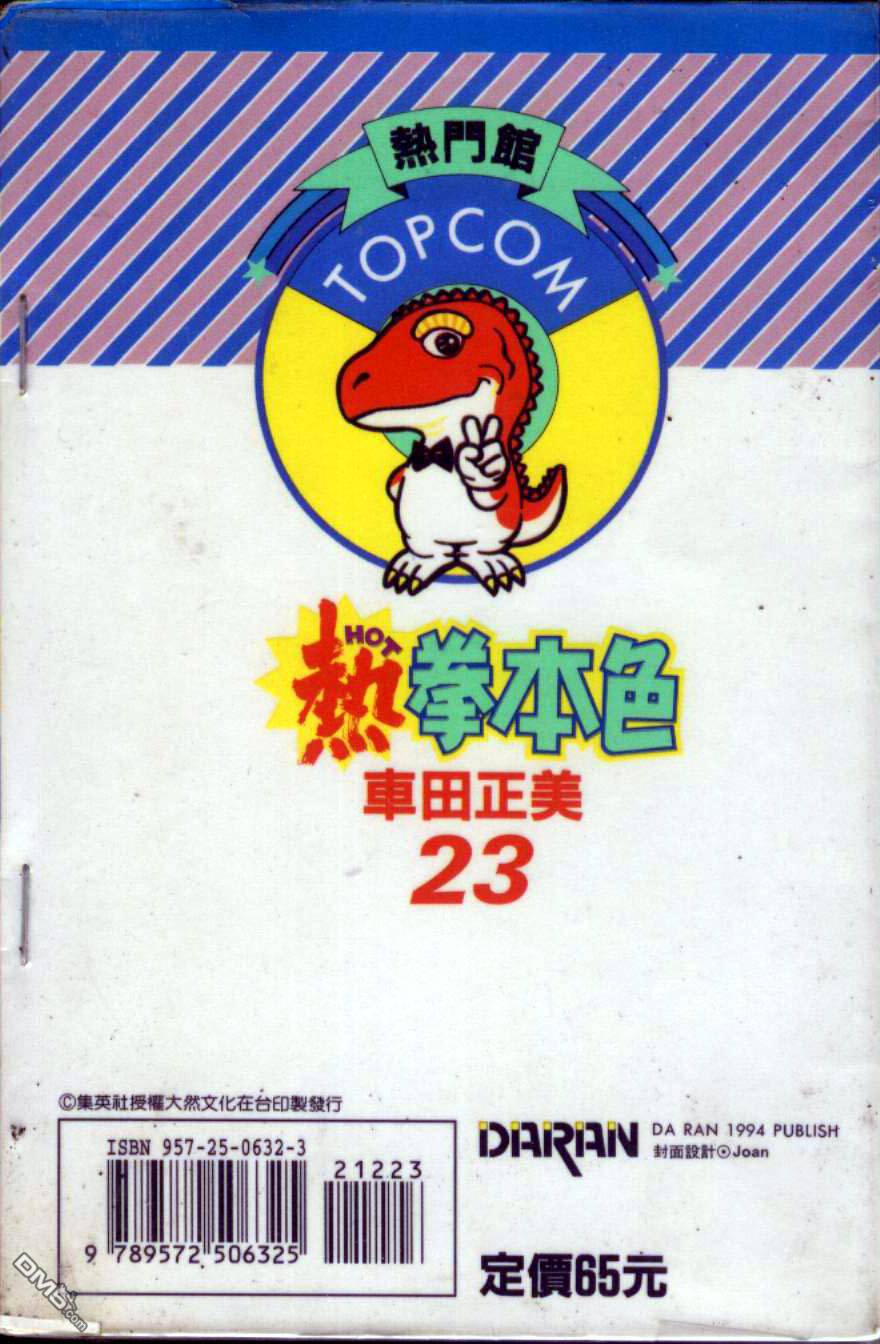 熱門館
TOPCOM
HOT
熱拳本色
車田正美
23
©集英社授權大然文化在台印製發行
ISBN 957-25-0632-3
21223
9 789572 506325
DARAN
DA RAN 1994 PUBLISH
封面設計⊙Joan
定價65元
DM5.com